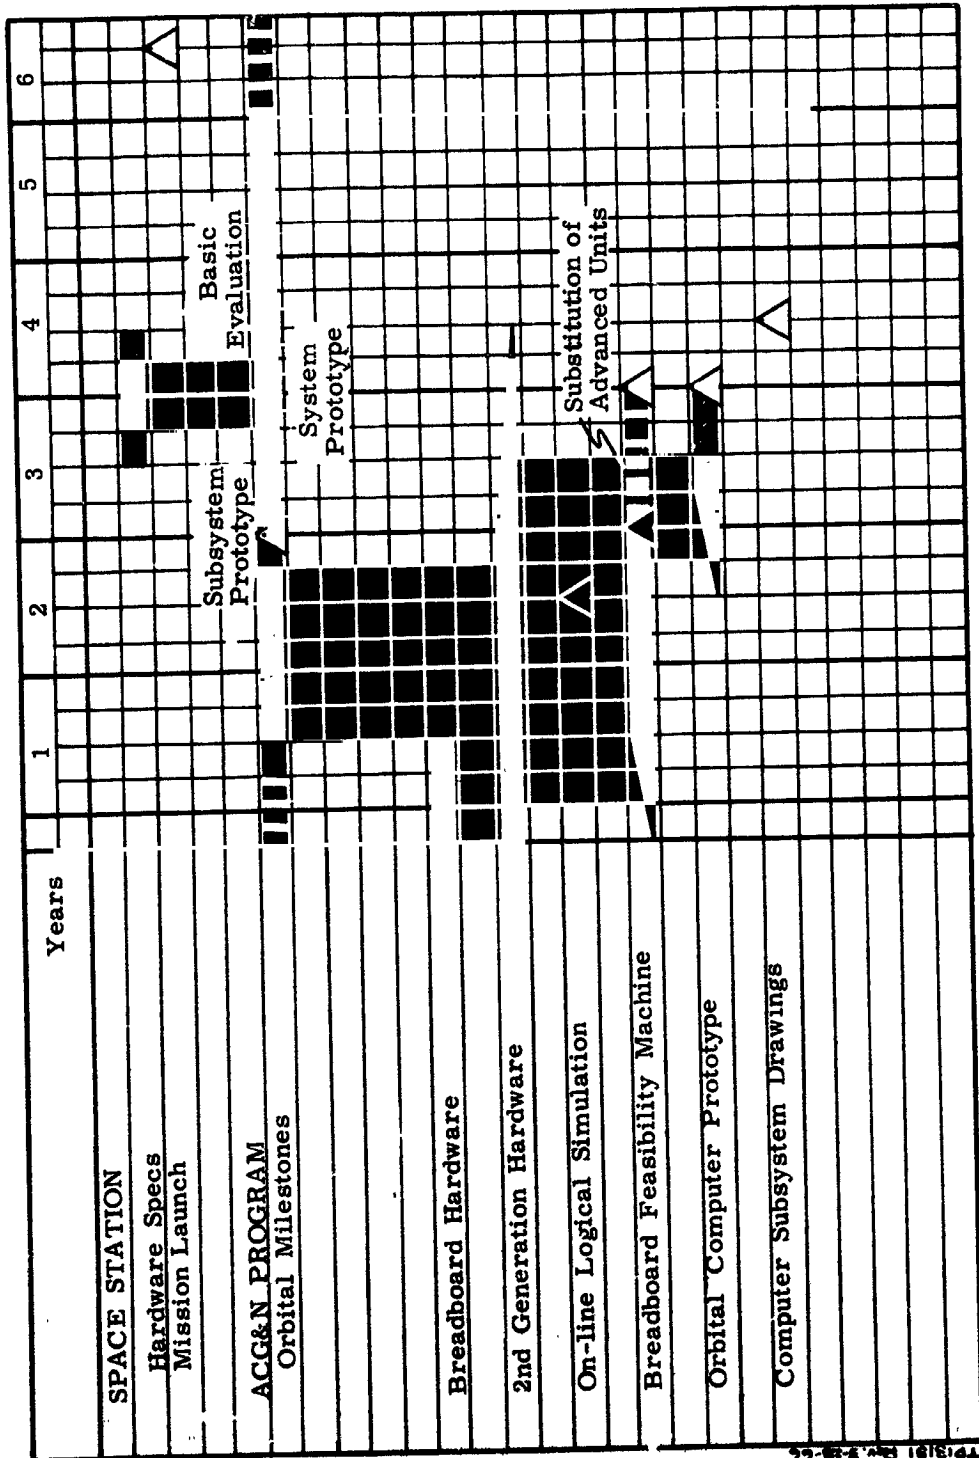 Years
1 2 3 4 5 6
SPACE STATION
Hardware Specs
Mission Launch
ACG&N PROGRAM
Orbital Milestones
Subsystem
Prototype
Basic
Evaluation
System
Prototype
Breadboard Hardware
2nd Generation Hardware
On-line Logical Simulation
Substitution of
Advanced Units
Breadboard Feasibility Machine
Orbital Computer Prototype
Computer Subsystem Drawings